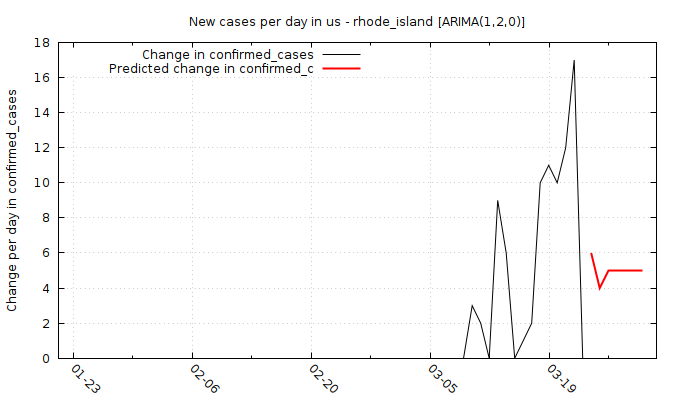 New cases per day in us - rhode_island [ARIMA(1,2,0)]
Change in confirmed_cases
Predicted change in confirmed_c
Change per day in confirmed_cases
18
16
14
12
10
8
6
4
2
0
01-23 02-06 02-20 03-05 03-19